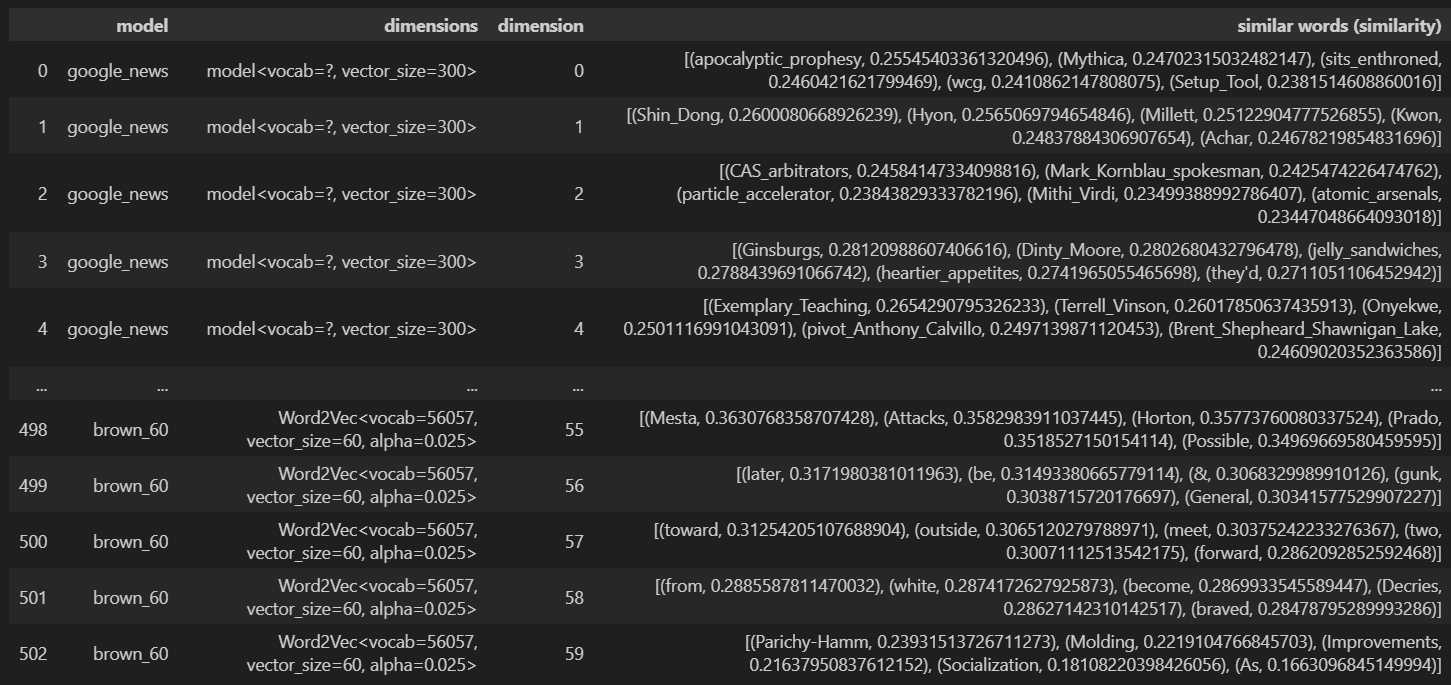 model dimensions dimension similar words (similarity)
[(apocalyptic_prophesy, 0.25545403361320496), (Mythica, 0.24702315032482147), (sits_enthroned,
0 google_news model<vocab=?, vector_size=300> 0
0.2460421621799469), (wcg, 0.2410862147808075), (Setup_Tool, 0.2381514608860016)]
[(Shin_Dong, 0.2600080668926239), (Hyon, 0.2565069794654846), (Millett, 0.25122904777526855), (Kwon,
1 google_news model<vocab=?, vector_size=300> 1
0.24837884306907654), (Achar, 0.24678219854831696)]
[(CAS_arbitrators, 0.24584147334098816), (Mark_Kornblau_spokesman, 0.2425474226474762),
2 google_news model<vocab=?, vector_size=300> 2 (particle_accelerator, 0.23843829333782196), (Mithi_Virdi, 0.23499388992786407), (atomic_arsenals,
0.23447048664093018)]
[(Ginsburgs, 0.28120988607406616), (Dinty_Moore, 0.2802680432796478), (jelly_sandwiches,
3 google_news model<vocab=?, vector_size=300> 3
0.2788439691066742), (heartier_appetites, 0.2741965055465698), (they'd, 0.2711051106452942)]
[(Exemplary_Teaching, 0.2654290795326233), (Terrell_Vinson, 0.26017850637435913), (Onyekwe,
4 google_news model<vocab=?, vector_size=300> 4 0.2501116991043091), (pivot_Anthony_Calvillo, 0.2497139871120453), (Brent_Shepheard_Shawnigan_Lake,
0.24609020352363586)]
... ... ... ... ...
Word2Vec<vocab=56057, [(Mesta, 0.3630768358707428), (Attacks, 0.3582983911037445), (Horton, 0.35773760080337524), (Prado,
498 brown_60 55
vector_size=60, alpha=0.025> 0.3518527150154114), (Possible, 0.34969669580459595)]
Word2Vec<vocab=56057, [(later, 0.3171980381011963), (be, 0.31493380665779114), (&, 0.3068329989910126), (gunk,
499 brown_60 56
vector_size=60, alpha=0.025> 0.3038715720176697), (General, 0.30341577529907227)]
Word2Vec<vocab=56057, [(toward, 0.31254205107688904), (outside, 0.3065120279788971), (meet, 0.30375242233276367), (two,
500 brown_60 57
vector_size=60, alpha=0.025> 0.30071112513542175), (forward, 0.2862092852592468)]
Word2Vec<vocab=56057, [(from, 0.2885587811470032), (white, 0.2874172627925873), (become, 0.2869933545589447), (Decries,
501 brown_60 58
vector_size=60, alpha=0.025> 0.28627142310142517), (braved, 0.28478795289993286)]
Word2Vec<vocab=56057, [(Parichy-Hamm, 0.23931513726711273), (Molding, 0.2219104766845703), (Improvements,
502 brown_60 59
vector_size=60, alpha=0.025> 0.21637950837612152), (Socialization, 0.18108220398426056), (As, 0.1663096845149994)]